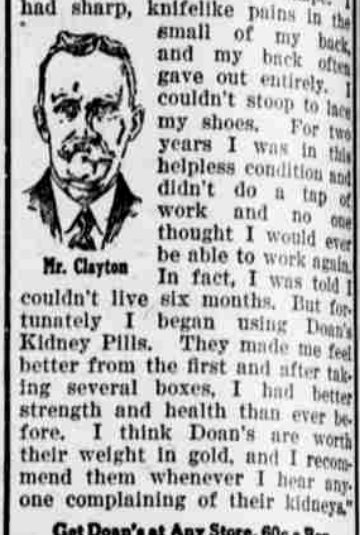 had sharp, knifelike pains in the
small of my back,
and my back often
gave out entirely. I
couldn't stoop to lace
my shoes. For two
years I was in this
helpless condition and
didn't do a tap of
work and no one
thought I would ever
be able to work again.
Mr. Clayton
In fact, I was told I
couldn't live six months. But for-
tunately I began using Doan's
Kidney Pills. They made me feel
better from the first and after tak-
ing several boxes, I had better
strength and health than ever be-
fore. I think Doan's are worth
their weight in gold, and I recom-
mend them whenever I hear any-
one complaining of their kidneys."
Get Doan's at Any Store, 60c a